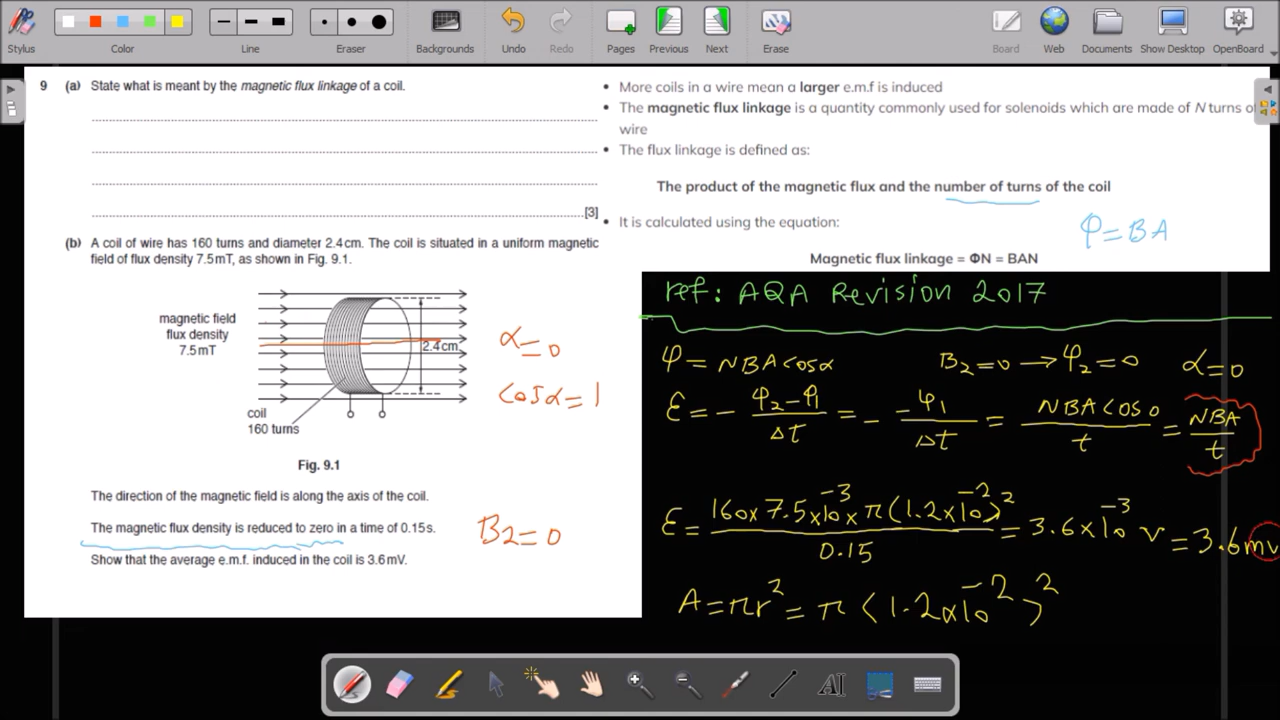 Stylus Color Line Eraser Backgrounds Undo Redo Pages Previous Next Erase Board Web Documents Show Desktop OpenBoard
9 (a) State what is meant by the magnetic flux linkage of a coil.
[3]
(b) A coil of wire has 160 turns and diameter 2.4 cm. The coil is situated in a uniform magnetic
field of flux density 7.5 mT, as shown in Fig. 9.1.
magnetic field
flux density
7.5 mT
2.4 cm
coil
160 turns
α=0
cosα=1
Fig. 9.1
The direction of the magnetic field is along the axis of the coil.
The magnetic flux density is reduced to zero in a time of 0.15 s.
B₂=0
Show that the average e.m.f. induced in the coil is 3.6 mV.
• More coils in a wire mean a larger e.m.f is induced
• The magnetic flux linkage is a quantity commonly used for solenoids which are made of N turns of
wire
• The flux linkage is defined as:
The product of the magnetic flux and the number of turns of the coil
• It is calculated using the equation:
φ=BA
Magnetic flux linkage = ΦN = BAN
ref: AQA Revision 2017
φ = NBA cosα B₂=0 → φ₂=0 α=0
ε = - (φ₂-φ₁)/Δt = - (-φ₁)/Δt = NBA cos 0/t = NBA/t
ε = 160 x 7.5 x 10⁻³ x π(1.2x10⁻²)²/0.15 = 3.6 x 10⁻³ v = 3.6 mv
A = πr² = π(1.2x10⁻²)²
AI